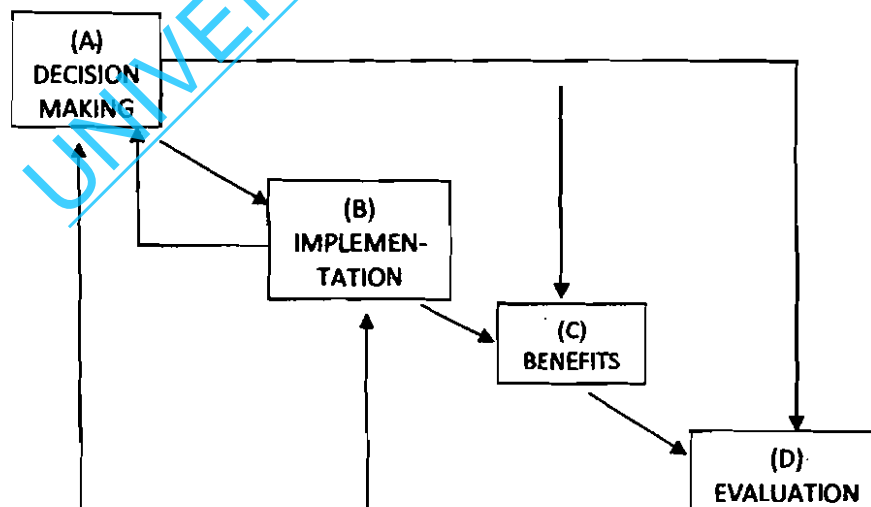 (A)
DECISION
MAKING
(B)
IMPLEMEN-
TATION
(C)
BENEFITS
(D)
EVALUATION